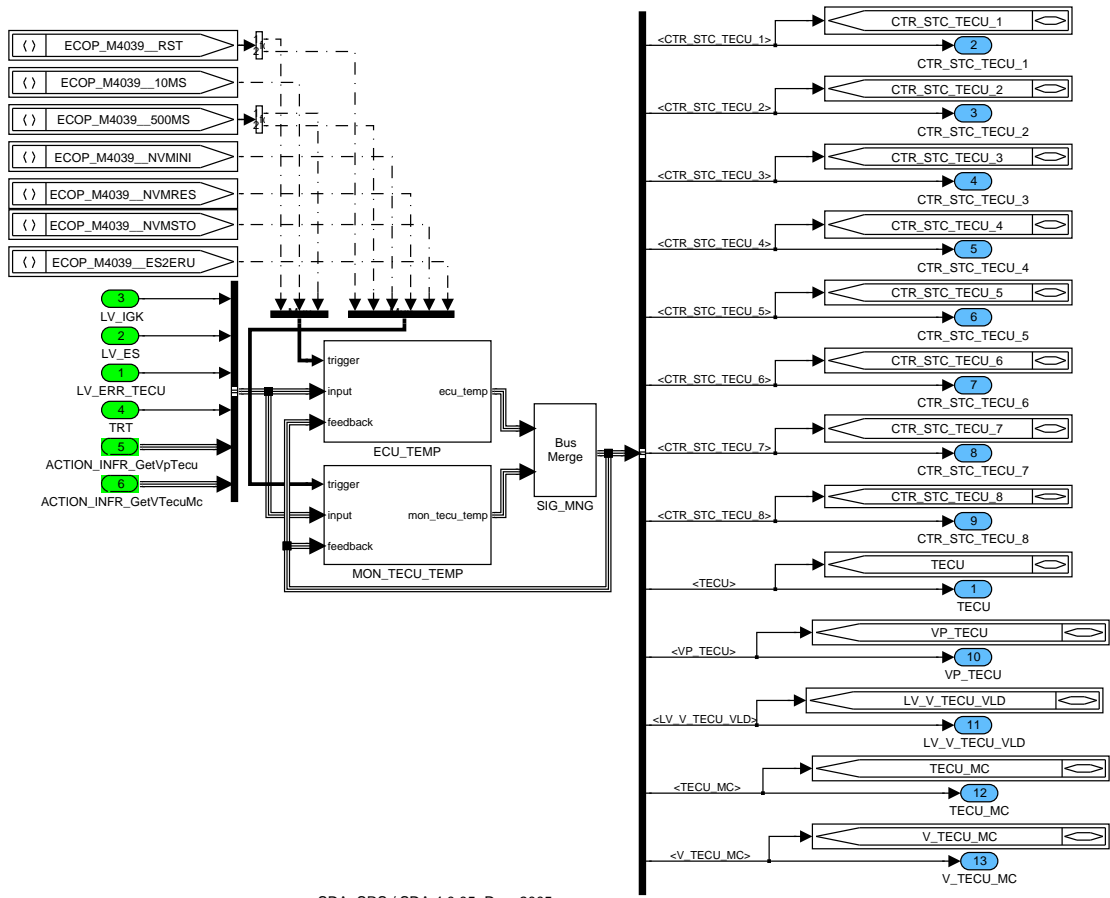 ECOP_M4039__RST
1
2
ECOP_M4039__10MS
ECOP_M4039__500MS
1
2
ECOP_M4039__NVMINI
ECOP_M4039__NVMRES
ECOP_M4039__NVMSTO
ECOP_M4039__ES2ERU
3
LV_IGK
2
LV_ES
1
LV_ERR_TECU
4
TRT
5
ACTION_INFR_GetVpTecu
6
ACTION_INFR_GetVTecuMc
trigger
input
feedback
ecu_temp
ECU_TEMP
trigger
input
feedback
mon_tecu_temp
MON_TECU_TEMP
Bus
Merge
SIG_MNG
<CTR_STC_TECU_1>
CTR_STC_TECU_1
2
CTR_STC_TECU_1
<CTR_STC_TECU_2>
CTR_STC_TECU_2
3
CTR_STC_TECU_2
<CTR_STC_TECU_3>
CTR_STC_TECU_3
4
CTR_STC_TECU_3
<CTR_STC_TECU_4>
CTR_STC_TECU_4
5
CTR_STC_TECU_4
<CTR_STC_TECU_5>
CTR_STC_TECU_5
6
CTR_STC_TECU_5
<CTR_STC_TECU_6>
CTR_STC_TECU_6
7
CTR_STC_TECU_6
<CTR_STC_TECU_7>
CTR_STC_TECU_7
8
CTR_STC_TECU_7
<CTR_STC_TECU_8>
CTR_STC_TECU_8
9
CTR_STC_TECU_8
<TECU>
TECU
1
TECU
<VP_TECU>
VP_TECU
10
VP_TECU
<LV_V_TECU_VLD>
LV_V_TECU_VLD
11
LV_V_TECU_VLD
<TECU_MC>
TECU_MC
12
TECU_MC
<V_TECU_MC>
V_TECU_MC
13
V_TECU_MC